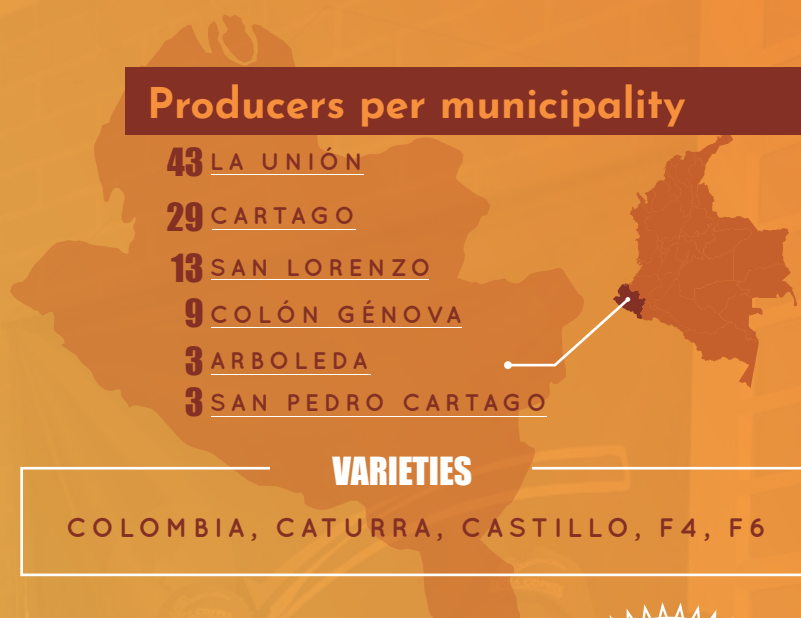 Producers per municipality
43 LA UNIÓN
29 CARTAGO
13 SAN LORENZO
9 COLÓN GÉNOVA
3 ARBOLEDA
3 SAN PEDRO CARTAGO
VARIETIES
COLOMBIA, CATURRA, CASTILLO, F4, F6